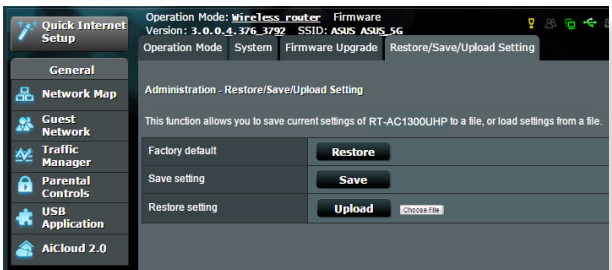 Quick Internet
Setup
Operation Mode: Wireless router Firmware
Version: 3.0.0.4.376_3792 SSID: ASUS ASUS_5G
Operation Mode System Firmware Upgrade Restore/Save/Upload Setting
General
Network Map
Guest
Network
Traffic
Manager
Parental
Controls
USB
Application
AiCloud 2.0
Administration - Restore/Save/Upload Setting
This function allows you to save current settings of RT-AC1300UHP to a file, or load settings from a file.
Factory default Restore
Save setting Save
Restore setting Upload Choose File